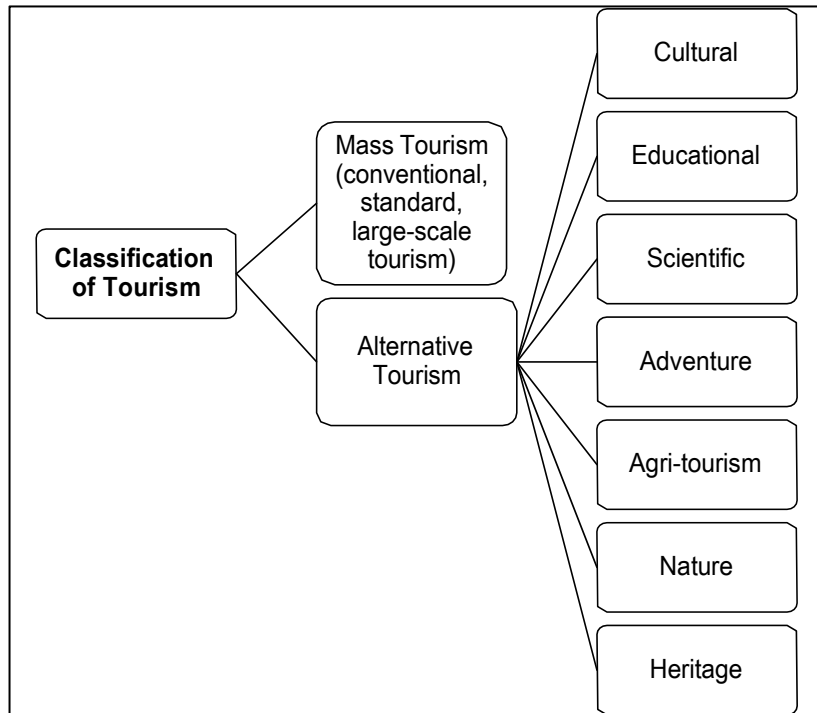 Classification
of Tourism
Mass Tourism
(conventional,
standard,
large-scale
tourism)
Alternative
Tourism
Cultural
Educational
Scientific
Adventure
Agri-tourism
Nature
Heritage